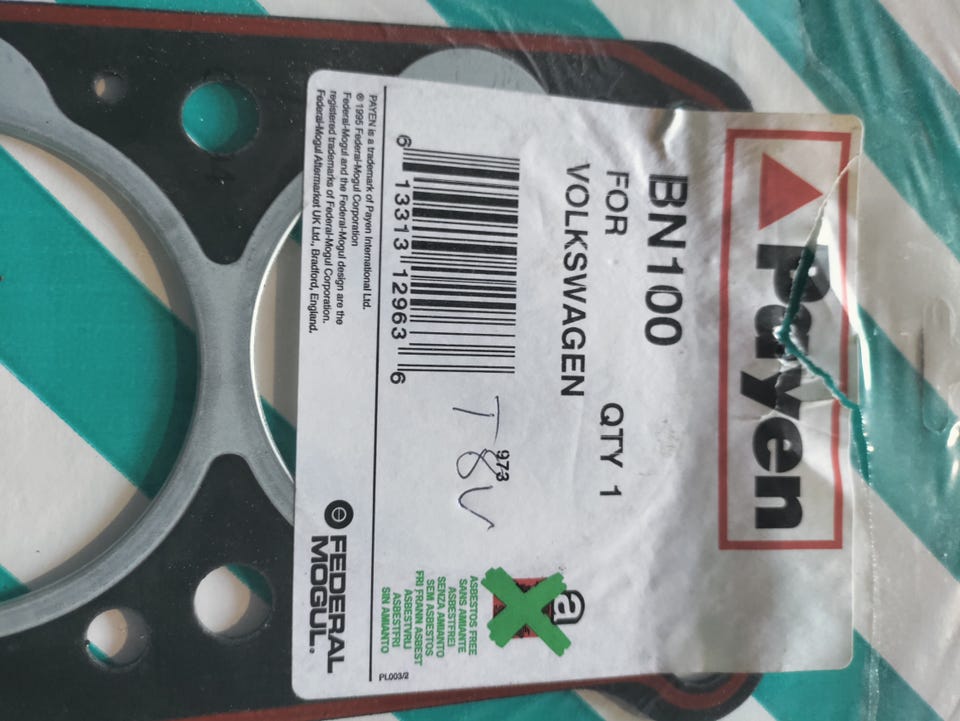 Payen
BN100
FOR QTY 1
VOLKSWAGEN
973
T 8V
6 13313 12963 6
a
ASBESTOS FREE
SANS AMIANTE
ASBESTFREI
SENZA AMIANTO
SEM ASBESTOS
FRI FRANN ASBEST
ASBESTVRIJ
ASBESTFRI
SIN AMIANTO
PAYEN is a trademark of Payen International Ltd.
® 1995 Federal-Mogul Corporation
Federal-Mogul and the Federal-Mogul design are the
registered trademarks of Federal-Mogul Corporation.
Federal-Mogul Aftermarket UK Ltd., Bradford, England.
FEDERAL
MOGUL®
PL003/2